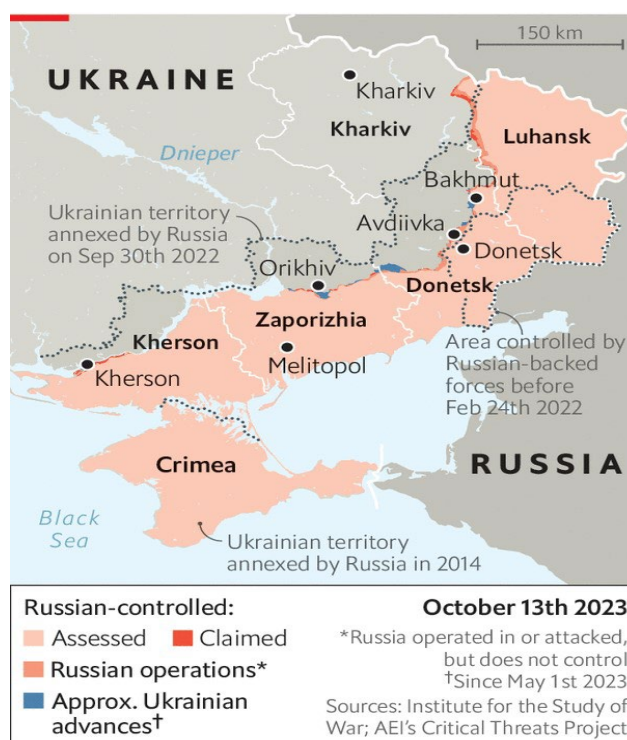 150 km
UKRAINE
Kharkiv
Kharkiv
Luhansk
Dnieper
Bakhmut
Ukrainian territory
annexed by Russia
on Sep 30th 2022
Avdiivka
Donetsk
Orikhiv
Donetsk
Zaporizhia
Kherson
Area controlled by
Russian-backed
forces before
Feb 24th 2022
Melitopol
Kherson
Crimea
RUSSIA
Black
Sea
Ukrainian territory
annexed by Russia in 2014
Russian-controlled:
Assessed
Claimed
Russian operations*
Approx. Ukrainian
advances†
October 13th 2023
*Russia operated in or attacked,
but does not control
†Since May 1st 2023
Sources: Institute for the Study of
War; AEI's Critical Threats Project